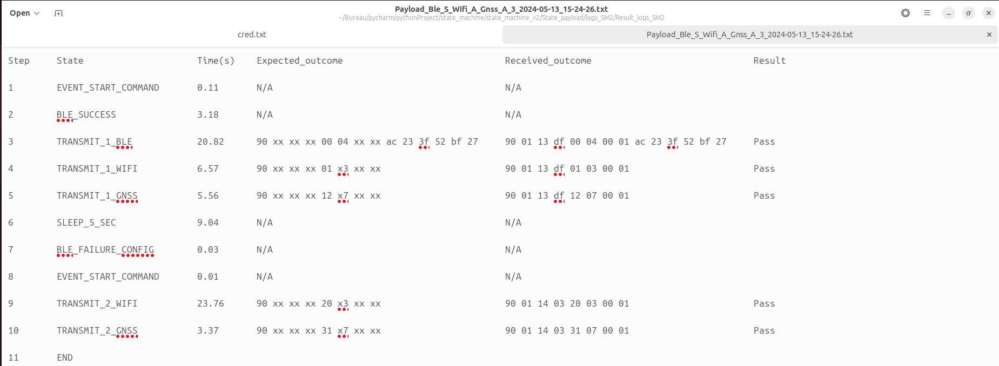 Open
Payload_Ble_S_Wifi_A_Gnss_A_3_2024-05-13_15-24-26.txt
~/Bureau/pycharm/pythonProject/state_machine/state_machine_v2/State_payload/logs_SM2/Result_logs_SM2
cred.txt Payload_Ble_S_Wifi_A_Gnss_A_3_2024-05-13_15-24-26.txt
Step State Time(s) Expected_outcome Received_outcome Result
1 EVENT_START_COMMAND 0.11 N/A N/A
2 BLE_SUCCESS 3.18 N/A N/A
3 TRANSMIT_1_BLE 20.82 90 xx xx xx 00 04 xx xx ac 23 3f 52 bf 27 90 01 13 df 00 04 00 01 ac 23 3f 52 bf 27 Pass
4 TRANSMIT_1_WIFI 6.57 90 xx xx xx 01 x3 xx xx 90 01 13 df 01 03 00 01 Pass
5 TRANSMIT_1_GNSS 5.56 90 xx xx xx 12 x7 xx xx 90 01 13 df 12 07 00 01 Pass
6 SLEEP_5_SEC 9.04 N/A N/A
7 BLE_FAILURE_CONFIG 0.03 N/A N/A
8 EVENT_START_COMMAND 0.01 N/A N/A
9 TRANSMIT_2_WIFI 23.76 90 xx xx xx 20 x3 xx xx 90 01 14 03 20 03 00 01 Pass
10 TRANSMIT_2_GNSS 3.37 90 xx xx xx 31 x7 xx xx 90 01 14 03 31 07 00 01 Pass
11 END